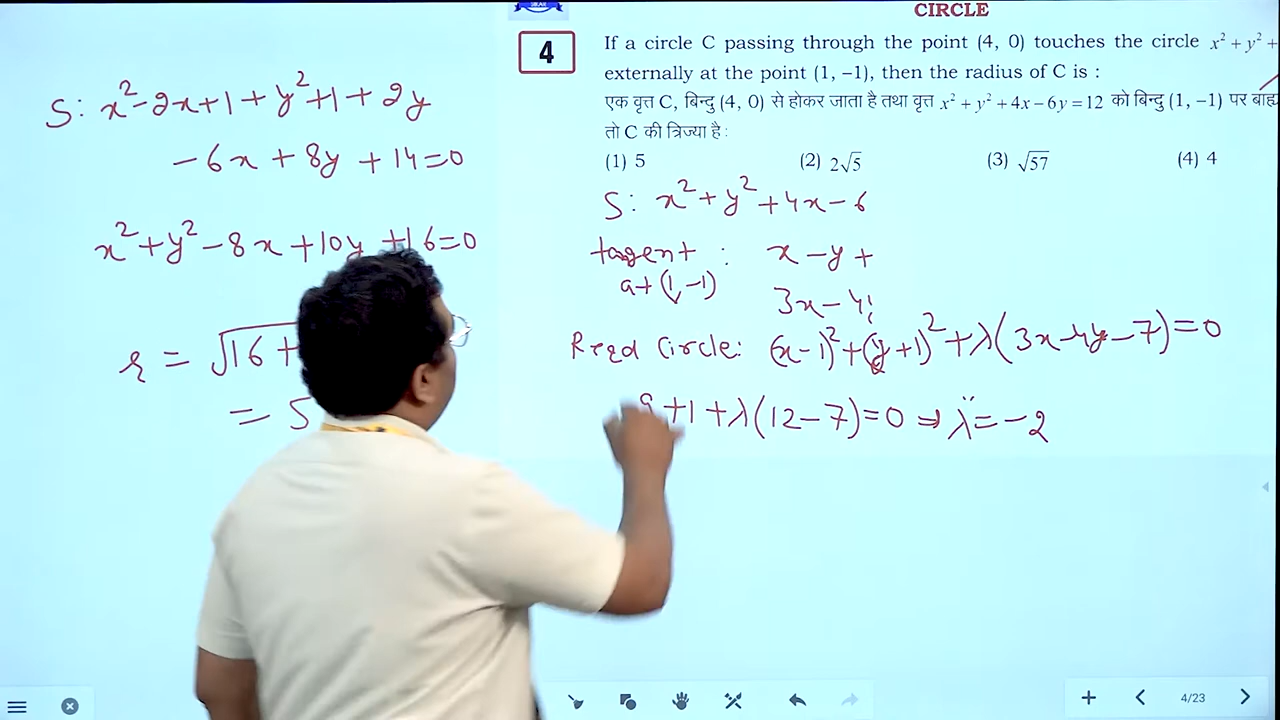 CIRCLE
4
If a circle C passing through the point (4, 0) touches the circle x² + y² +
externally at the point (1, –1), then the radius of C is :
एक वृत्त C, बिन्दु (4, 0) से होकर जाता है तथा वृत्त x² + y² + 4x – 6y = 12 को बिन्दु (1, –1) पर
तो C की त्रिज्या है :
(1) 5 (2) 2√5 (3) √57 (4) 4
S: x² + y² + 4x - 6
tangent : x - y +
at (1, -1)
3x - 4
Reqd Circle: (x-1)² + (y+1)² + λ(3x-4y-7) = 0
9 + 1 + λ(12-7) = 0 ⇒ λ = -2
S: x² - 2x + 1 + y² + 1 + 2y
- 6x + 8y + 14 = 0
x² + y² - 8x + 10y + 16 = 0
r = √16 +
= 5
4/23